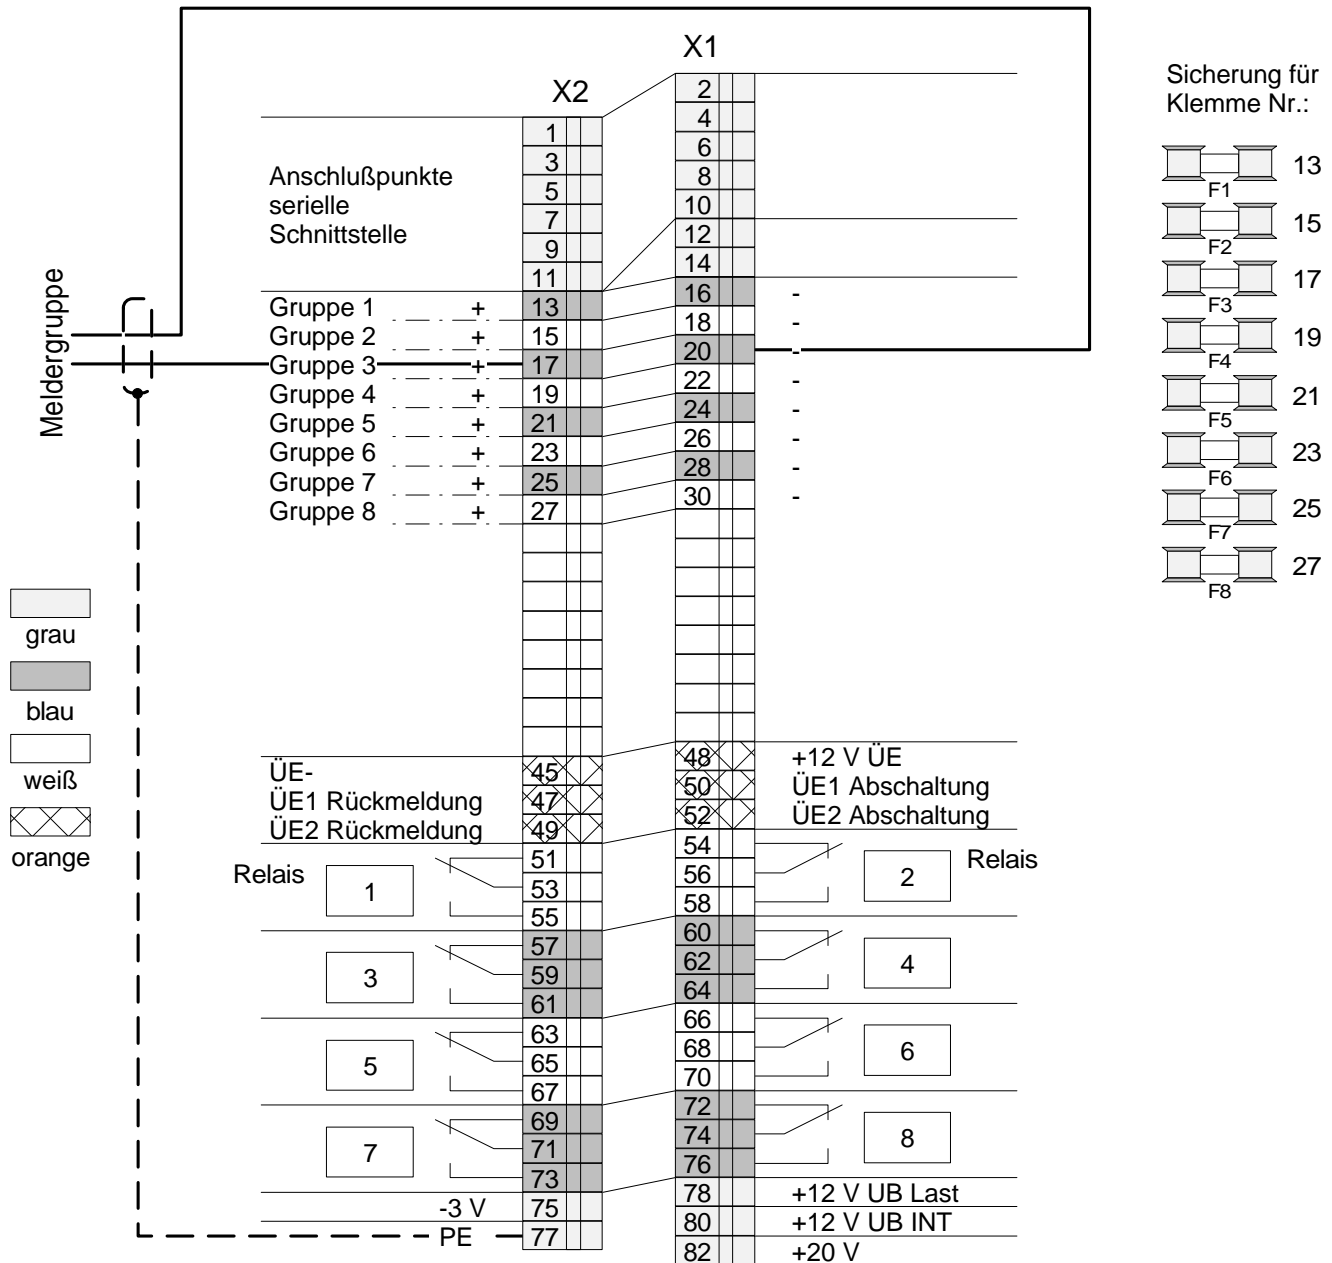 X1
X2
Sicherung für
Klemme Nr.:
2
4
6
8
10
12
14
16 -
18 -
20 -
22 -
24 -
26 -
28 -
30 -
1
3
5
7
9
11
Anschlußpunkte
serielle
Schnittstelle
Meldergruppe
Gruppe 1 + 13
Gruppe 2 + 15
Gruppe 3 + 17
Gruppe 4 + 19
Gruppe 5 + 21
Gruppe 6 + 23
Gruppe 7 + 25
Gruppe 8 + 27
F1 13
F2 15
F3 17
F4 19
F5 21
F6 23
F7 25
F8 27
grau
blau
weiß
orange
ÜE- 45
ÜE1 Rückmeldung 47
ÜE2 Rückmeldung 49
48 +12 V ÜE
50 ÜE1 Abschaltung
52 ÜE2 Abschaltung
Relais
1
51
53
55
54
56
58
2
Relais
3
57
59
61
60
62
64
4
5
63
65
67
66
68
70
6
7
69
71
73
72
74
76
8
-3 V 75
PE 77
78 +12 V UB Last
80 +12 V UB INT
82 +20 V